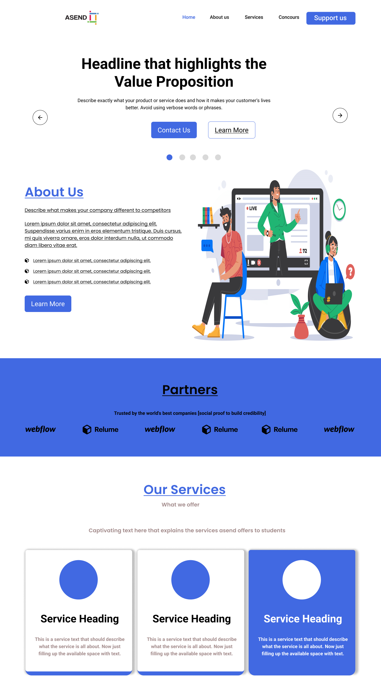 ASEND
Home About us Services Concours Support us
Headline that highlights the
Value Proposition
Describe exactly what your product or service does and how it makes your customer's lives
better. Avoid using verbose words or phrases.
Contact Us Learn More
About Us
Describe what makes your company different to competitors
Lorem ipsum dolor sit amet, consectetur adipiscing elit.
Suspendisse varius enim in eros elementum tristique. Duis cursus,
mi quis viverra ornare, eros dolor interdum nulla, ut commodo
diam libero vitae erat.
Lorem ipsum dolor sit amet, consectetur adipiscing elit.
Lorem ipsum dolor sit amet, consectetur adipiscing elit.
Lorem ipsum dolor sit amet, consectetur adipiscing elit.
Learn More
LIVE
Partners
Trusted by the world's best companies [social proof to build credibility]
webflow Relume webflow Relume Relume webflow
Our Services
What we offer
Captivating text here that explains the services asend offers to students
Service Heading Service Heading Service Heading
This is a service text that should describe
what the service is all about. Now just
filling up the available space with text.
This is a service text that should describe
what the service is all about. Now just
filling up the available space with text.
This is a service text that should describe
what the service is all about. Now just
filling up the available space with text.